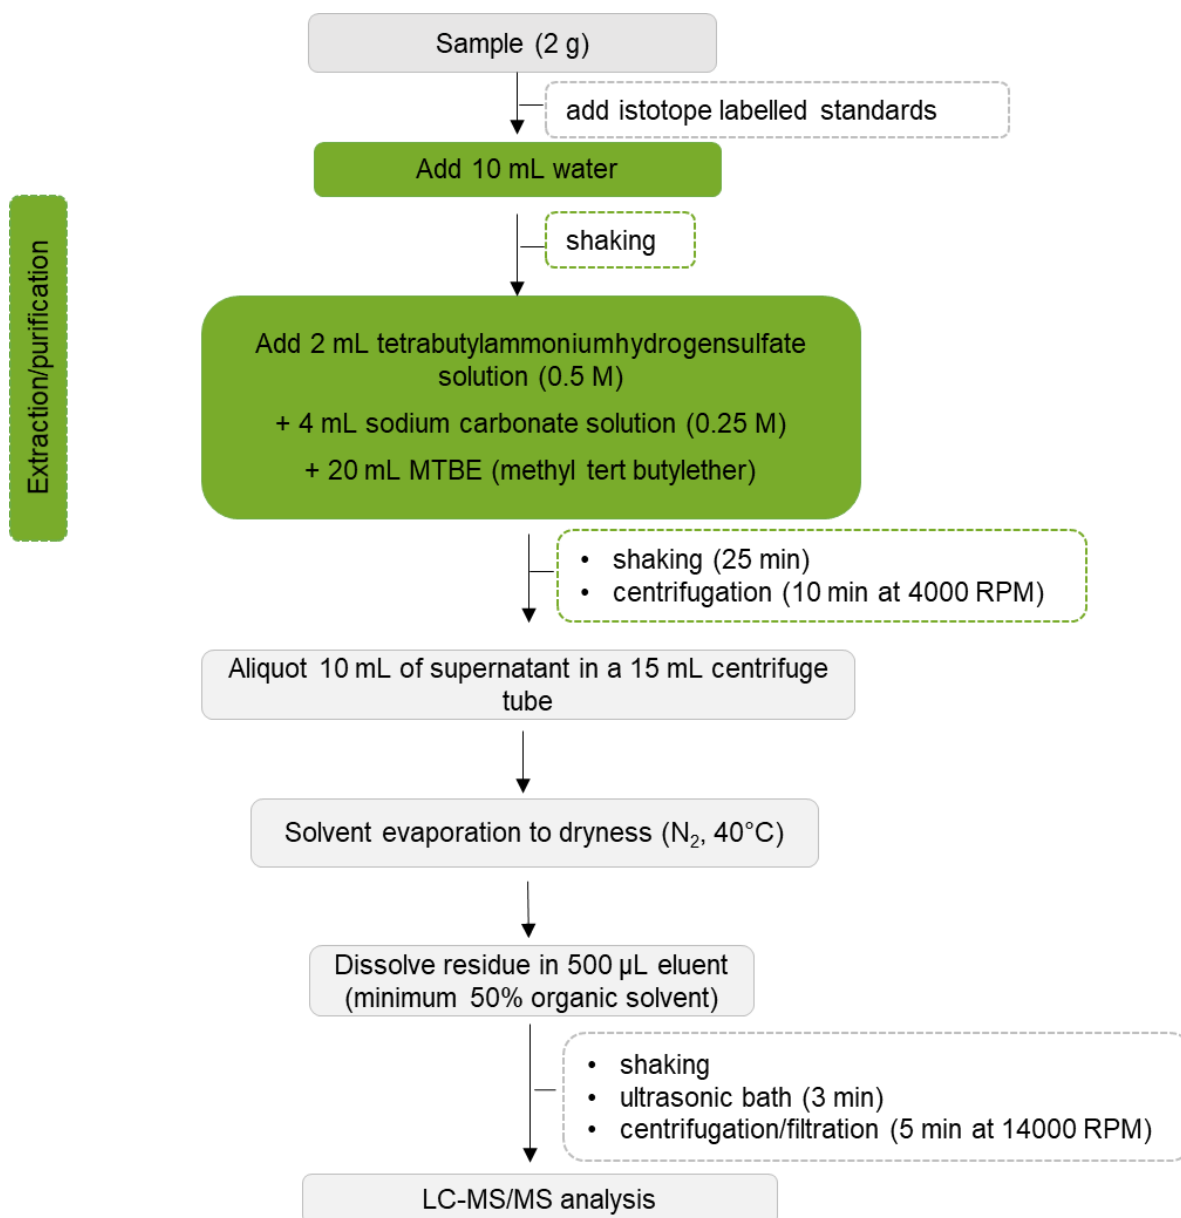 Sample (2 g)
add istotope labelled standards
Add 10 mL water
Extraction/purification
shaking
Add 2 mL tetrabutylammoniumhydrogensulfate
solution (0.5 M)
+ 4 mL sodium carbonate solution (0.25 M)
+ 20 mL MTBE (methyl tert butylether)
• shaking (25 min)
• centrifugation (10 min at 4000 RPM)
Aliquot 10 mL of supernatant in a 15 mL centrifuge
tube
Solvent evaporation to dryness (N₂, 40°C)
Dissolve residue in 500 µL eluent
(minimum 50% organic solvent)
• shaking
• ultrasonic bath (3 min)
• centrifugation/filtration (5 min at 14000 RPM)
LC-MS/MS analysis